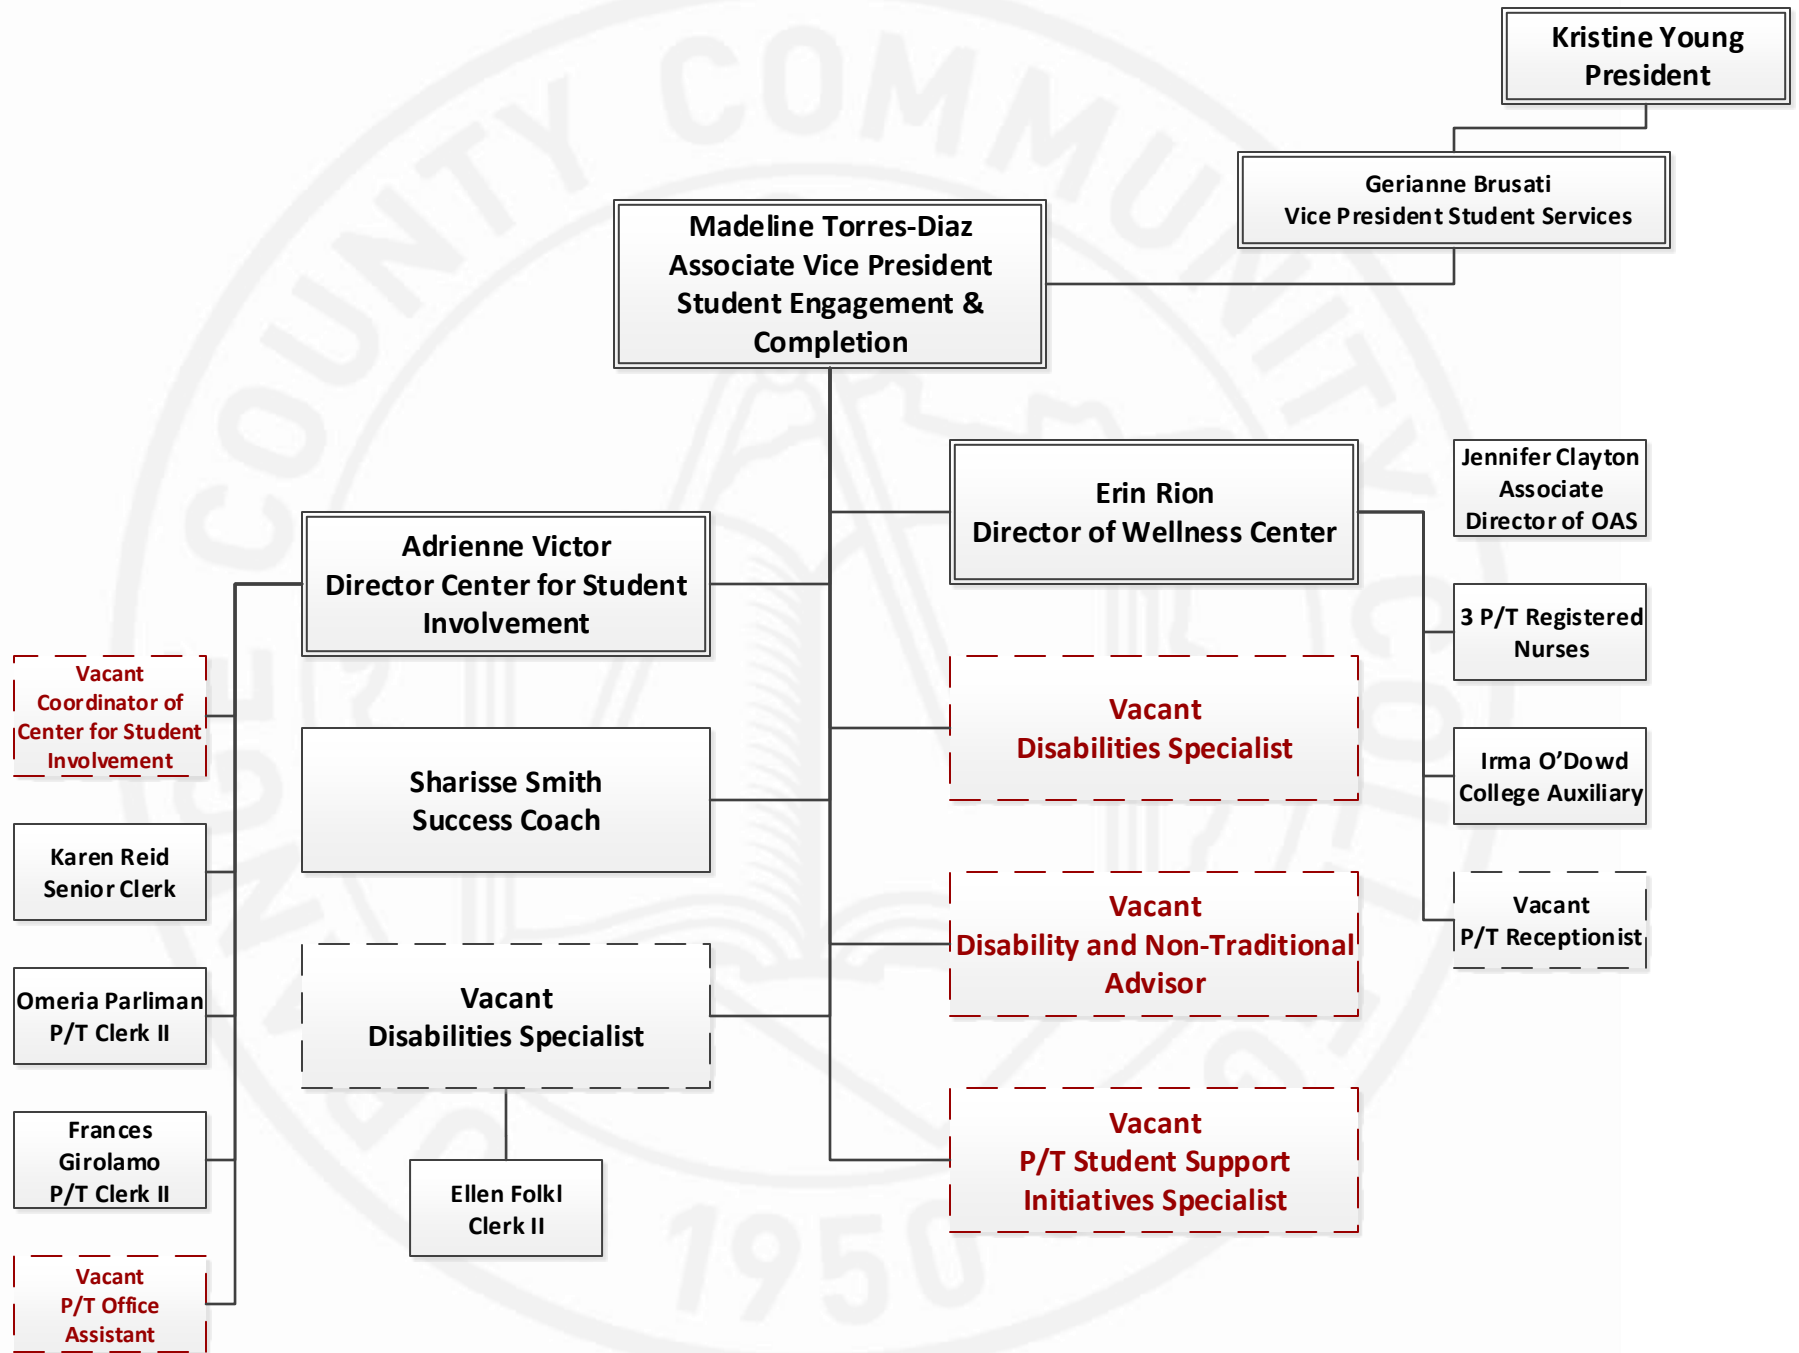 Kristine Young
President
Gerianne Brusati
Vice President Student Services
Madeline Torres-Diaz
Associate Vice President
Student Engagement &
Completion
Erin Rion
Director of Wellness Center
Jennifer Clayton
Associate
Director of OAS
Adrienne Victor
Director Center for Student
Involvement
3 P/T Registered
Nurses
Vacant
Coordinator of
Center for Student
Involvement
Sharisse Smith
Success Coach
Vacant
Disabilities Specialist
Irma O’Dowd
College Auxiliary
Karen Reid
Senior Clerk
Vacant
Disability and Non-Traditional
Advisor
Vacant
P/T Receptionist
Omeria Parliman
P/T Clerk II
Vacant
Disabilities Specialist
Frances
Girolamo
P/T Clerk II
Ellen Folkl
Clerk II
Vacant
P/T Student Support
Initiatives Specialist
Vacant
P/T Office
Assistant
COUNTY COMMUNITY
1950